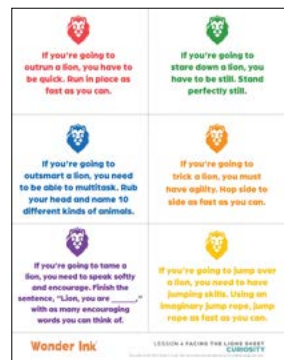 If you're going to
outrun a lion, you have to
be quick. Run in place as
fast as you can.
If you're going to
stare down a lion, you
have to be still. Stand
perfectly still.
If you're going to
outsmart a lion, you need
to be able to multitask. Rub
your head and name 10
different kinds of animals.
If you're going to
trick a lion, you must
have agility. Hop side to
side as fast as you can.
If you're going to tame a
lion, you need to speak softly
and encourage. Finish the
sentence, "Lion, you are ______,"
with as many encouraging
words you can think of.
If you're going to jump over
a lion, you need to have
jumping skills. Using an
imaginary jump rope, jump
rope as fast as you can.
Wonder Ink
LESSON 4 FACING THE LIONS SHEET
CURIOSITY